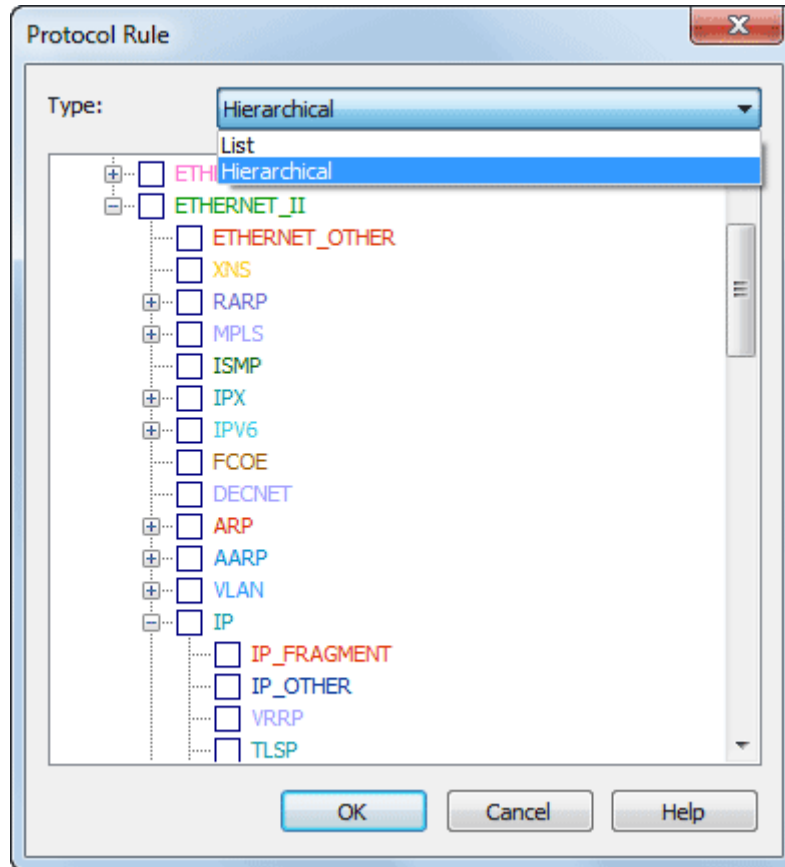 Protocol Rule
Type:
Hierarchical
List
Hierarchical
ETH
ETHERNET_II
ETHERNET_OTHER
XNS
RARP
MPLS
ISMP
IPX
IPV6
FCOE
DECNET
ARP
AARP
VLAN
IP
IP_FRAGMENT
IP_OTHER
VRRP
TLSP
OK Cancel Help